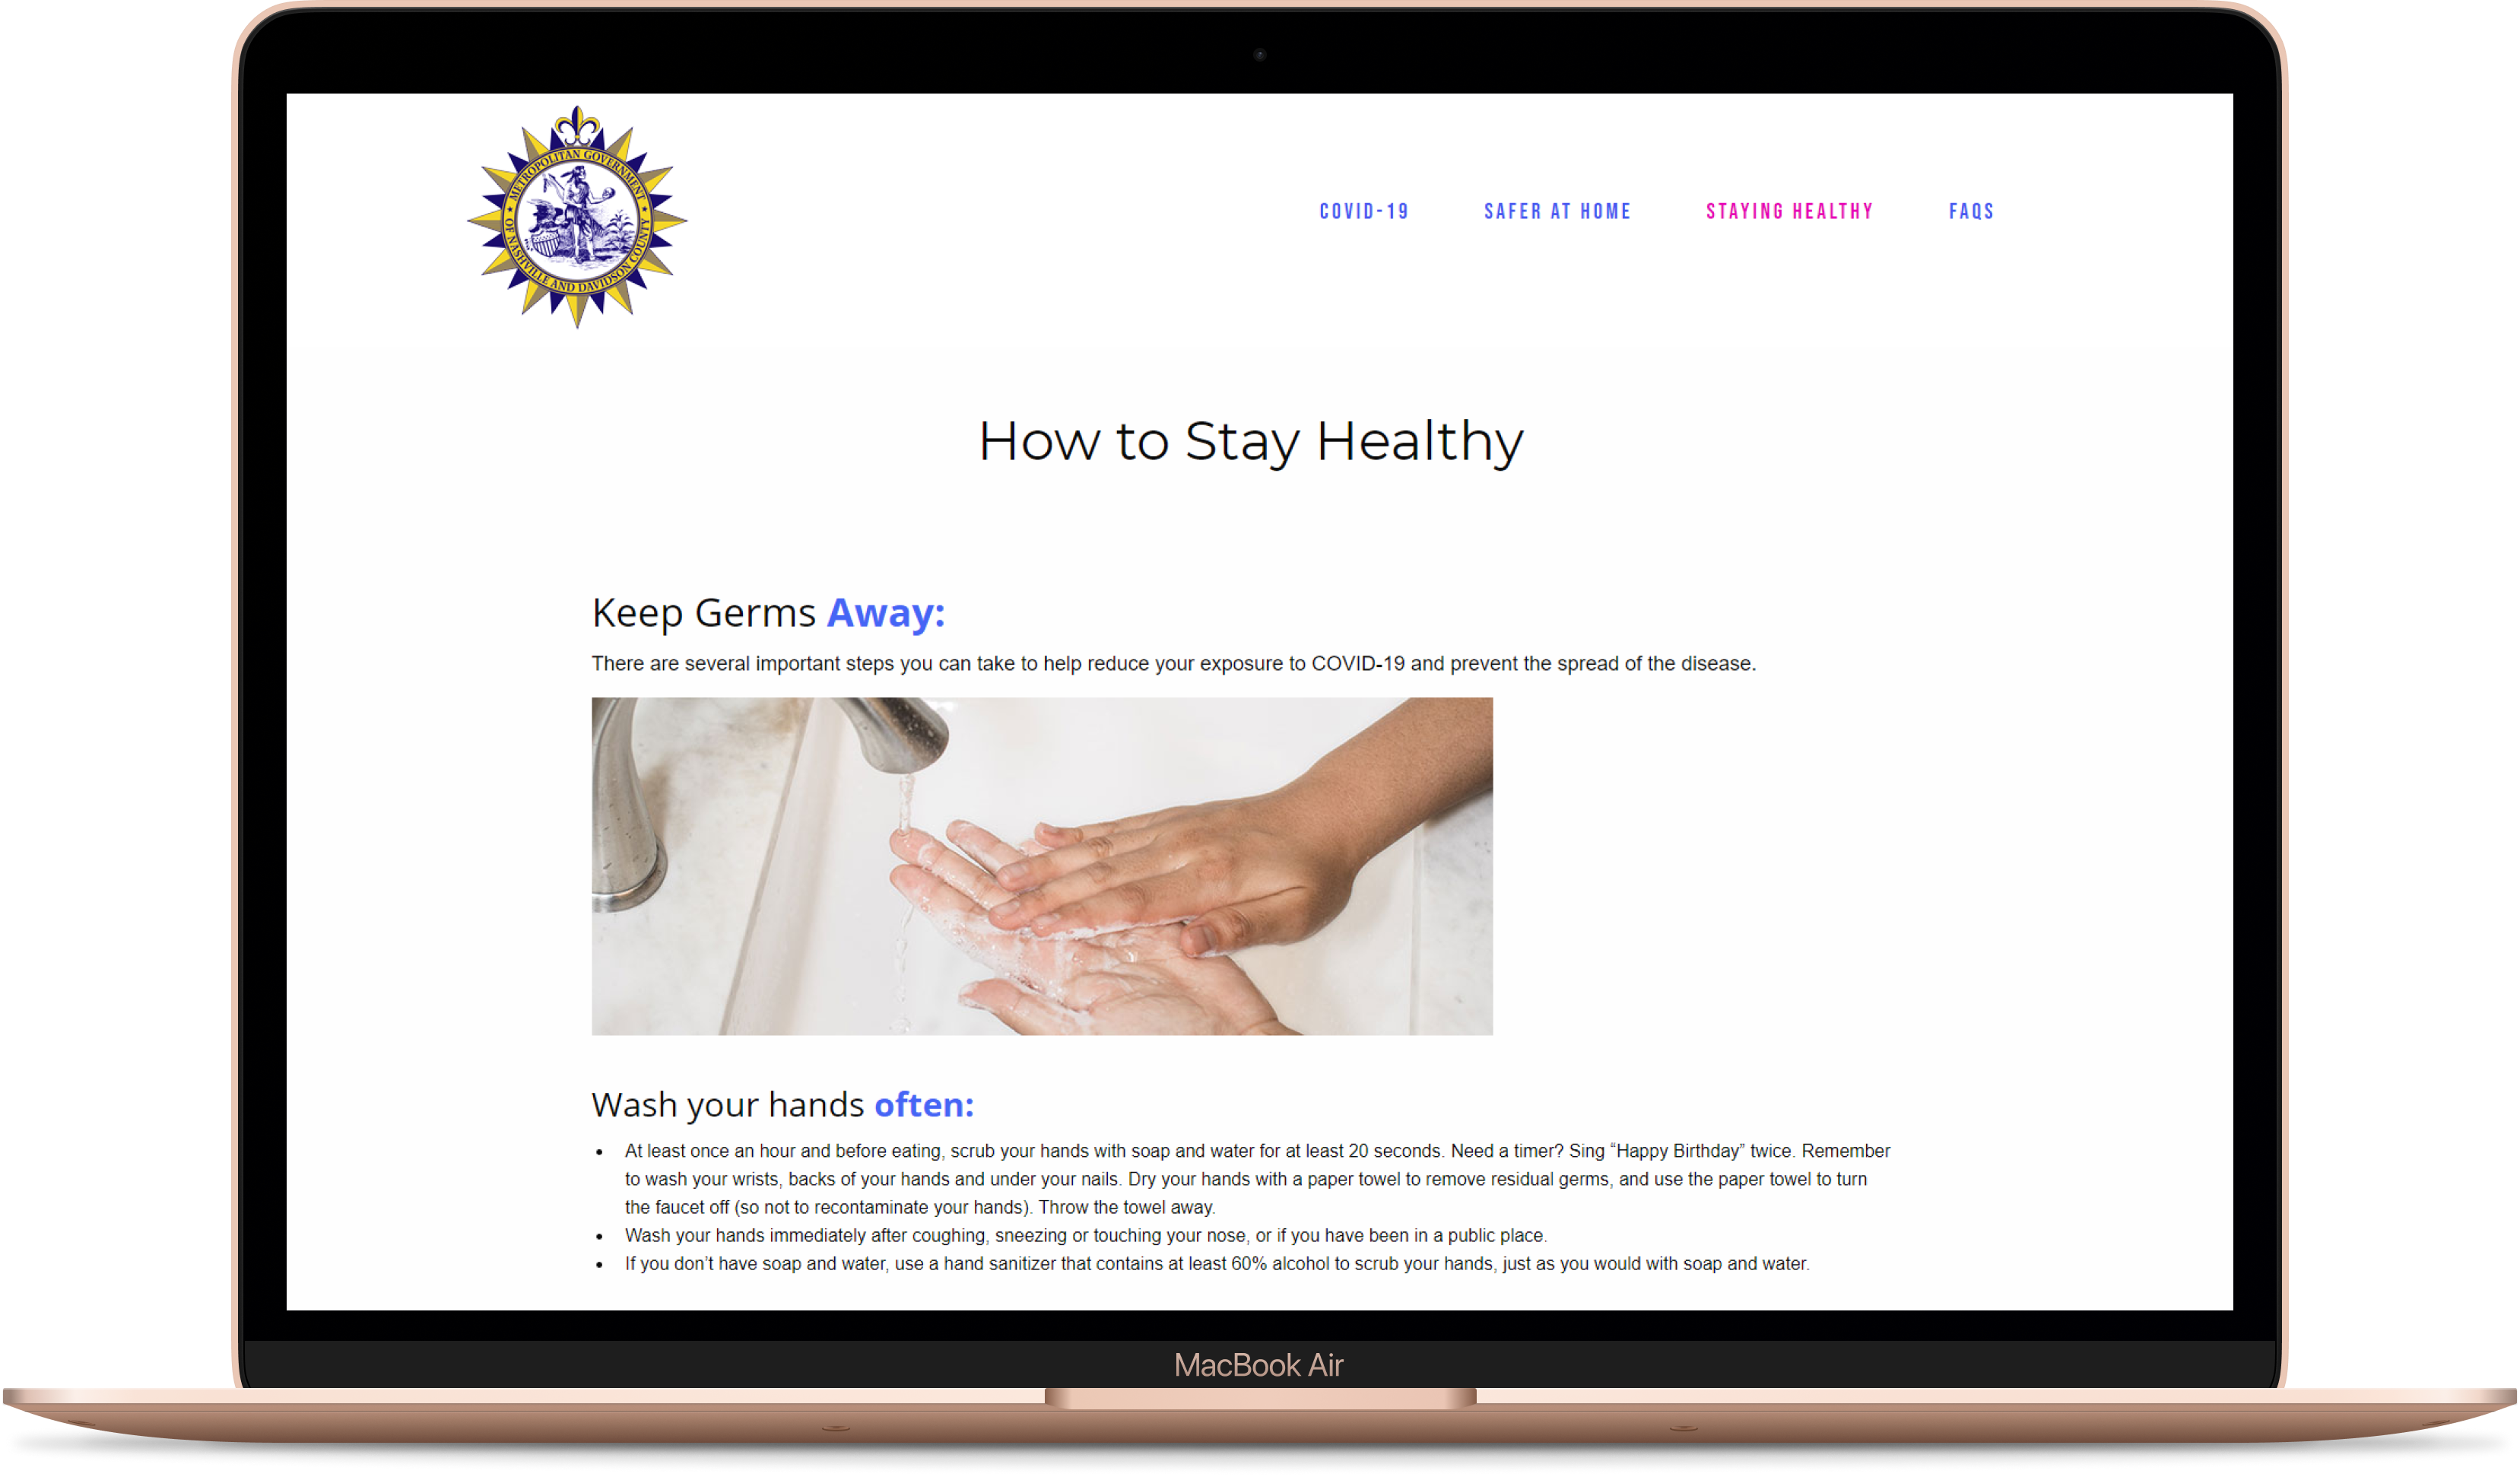 METROPOLITAN GOVERNMENT
OF NASHVILLE AND DAVIDSON COUNTY
COVID-19 SAFER AT HOME STAYING HEALTHY FAQS
How to Stay Healthy
Keep Germs Away:
There are several important steps you can take to help reduce your exposure to COVID-19 and prevent the spread of the disease.
Wash your hands often:
• At least once an hour and before eating, scrub your hands with soap and water for at least 20 seconds. Need a timer? Sing “Happy Birthday” twice. Remember
to wash your wrists, backs of your hands and under your nails. Dry your hands with a paper towel to remove residual germs, and use the paper towel to turn
the faucet off (so not to recontaminate your hands). Throw the towel away.
• Wash your hands immediately after coughing, sneezing or touching your nose, or if you have been in a public place.
• If you don’t have soap and water, use a hand sanitizer that contains at least 60% alcohol to scrub your hands, just as you would with soap and water.
MacBook Air